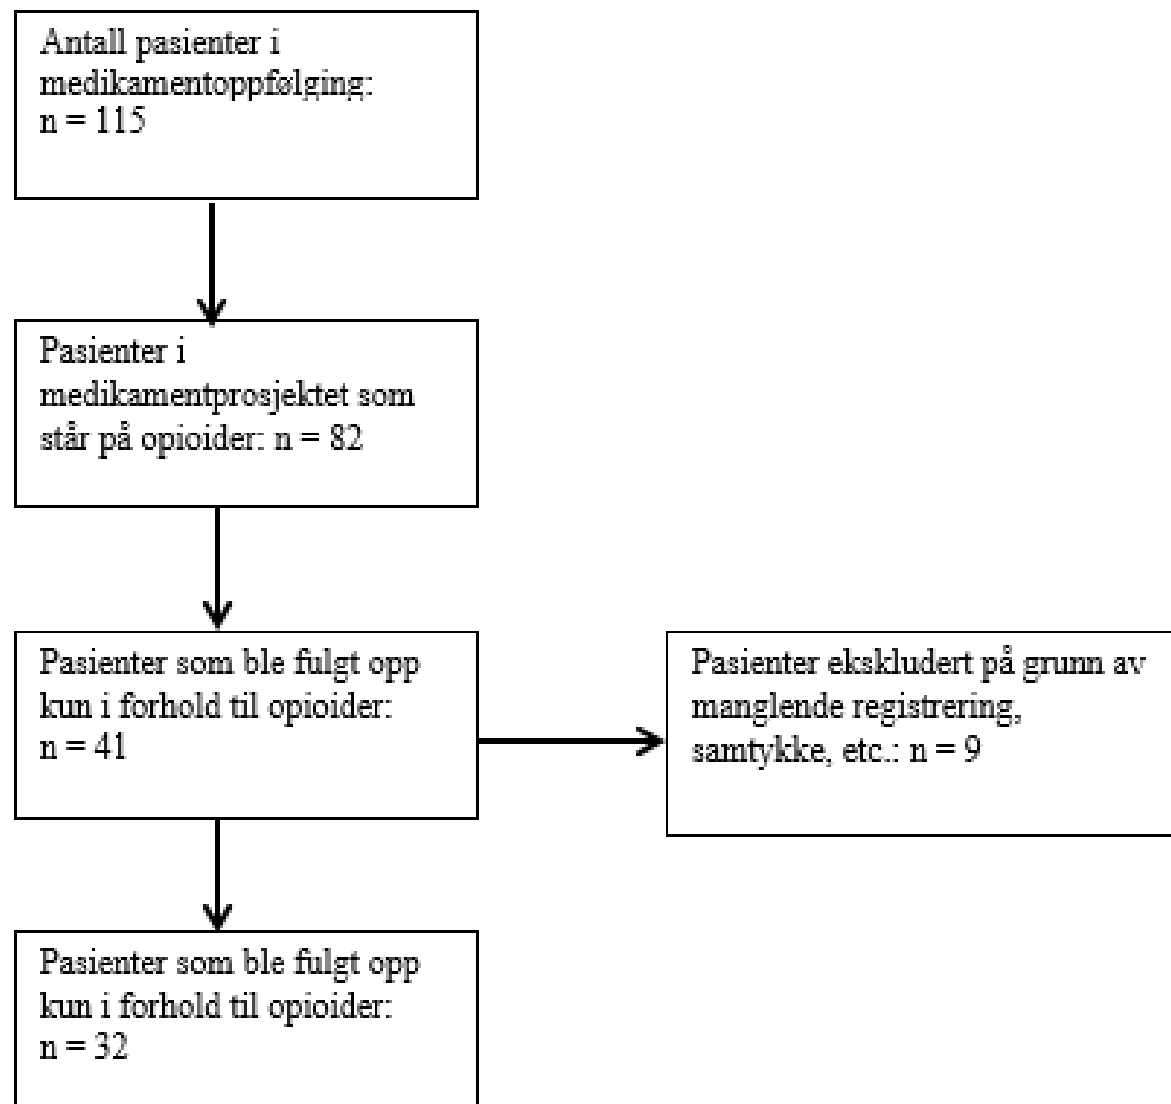 Antall pasienter i
medikamentoppfølging:
n = 115
Pasienter i
medikamentprosjektet som
står på opioider: n = 82
Pasienter som ble fulgt opp
kun i forhold til opioider:
n = 41
Pasienter ekskludert på grunn av
manglende registrering,
samtykke, etc.: n = 9
Pasienter som ble fulgt opp
kun i forhold til opioider:
n = 32